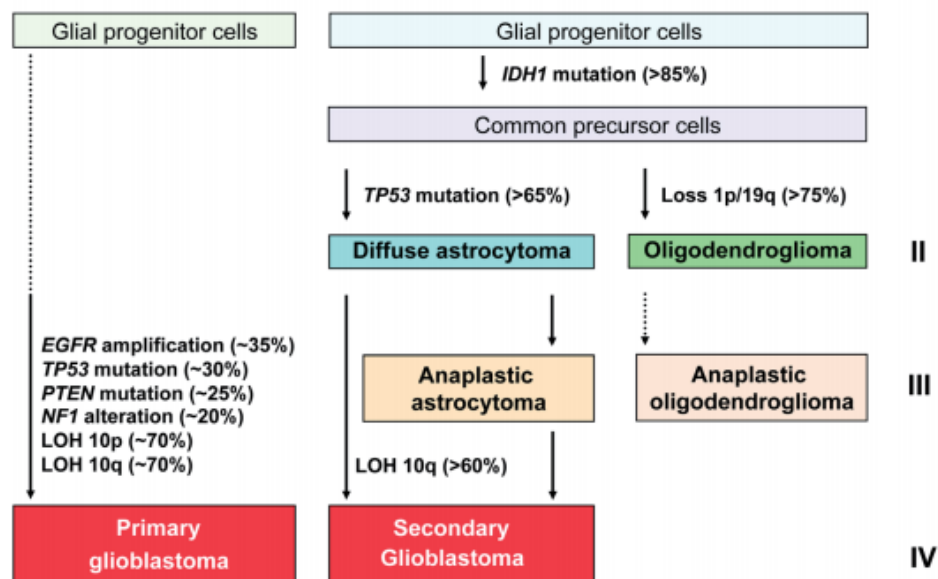 Glial progenitor cells
Glial progenitor cells
IDH1 mutation (>85%)
Common precursor cells
TP53 mutation (>65%)
Loss 1p/19q (>75%)
Diffuse astrocytoma
Oligodendroglioma
II
EGFR amplification (~35%)
TP53 mutation (~30%)
PTEN mutation (~25%)
NF1 alteration (~20%)
LOH 10p (~70%)
LOH 10q (~70%)
Anaplastic
astrocytoma
Anaplastic
oligodendroglioma
III
LOH 10q (>60%)
Primary
glioblastoma
Secondary
Glioblastoma
IV